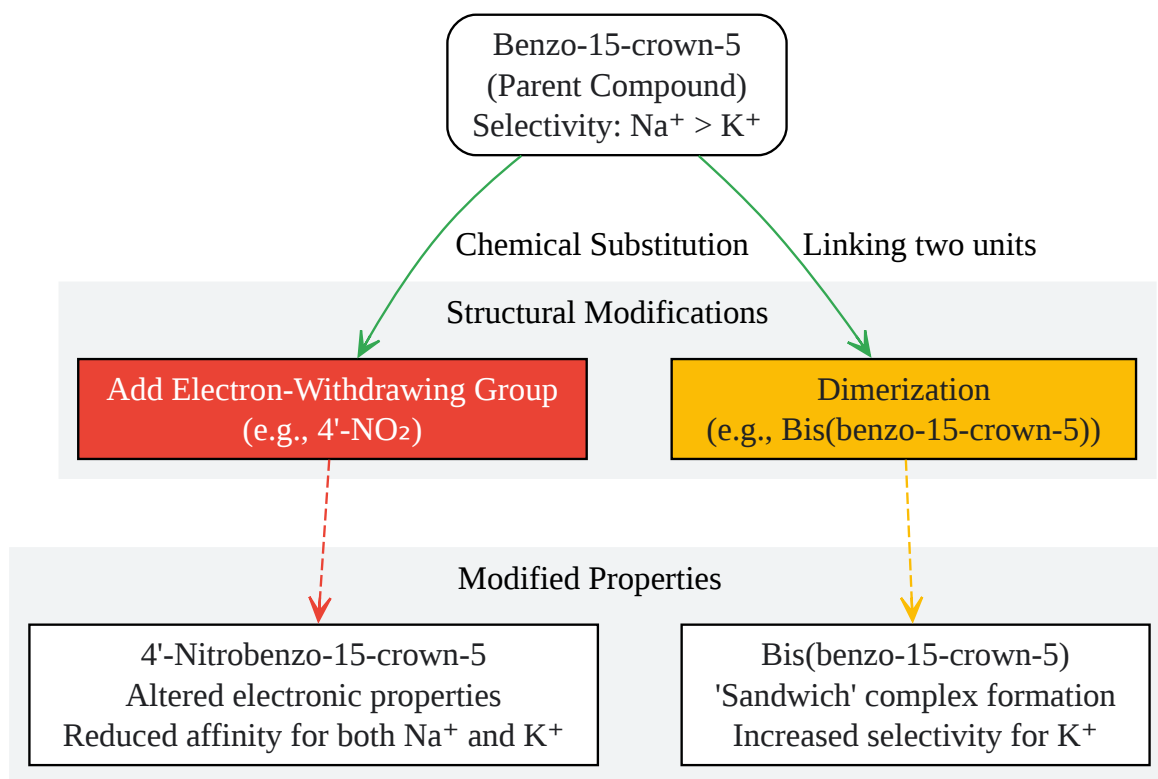 Benzo-15-crown-5
(Parent Compound)
Selectivity: Na⁺ > K⁺
Chemical Substitution
Linking two units
Structural Modifications
Add Electron-Withdrawing Group
(e.g., 4'-NO₂)
Dimerization
(e.g., Bis(benzo-15-crown-5))
Modified Properties
4'-Nitrobenzo-15-crown-5
Altered electronic properties
Reduced affinity for both Na⁺ and K⁺
Bis(benzo-15-crown-5)
'Sandwich' complex formation
Increased selectivity for K⁺